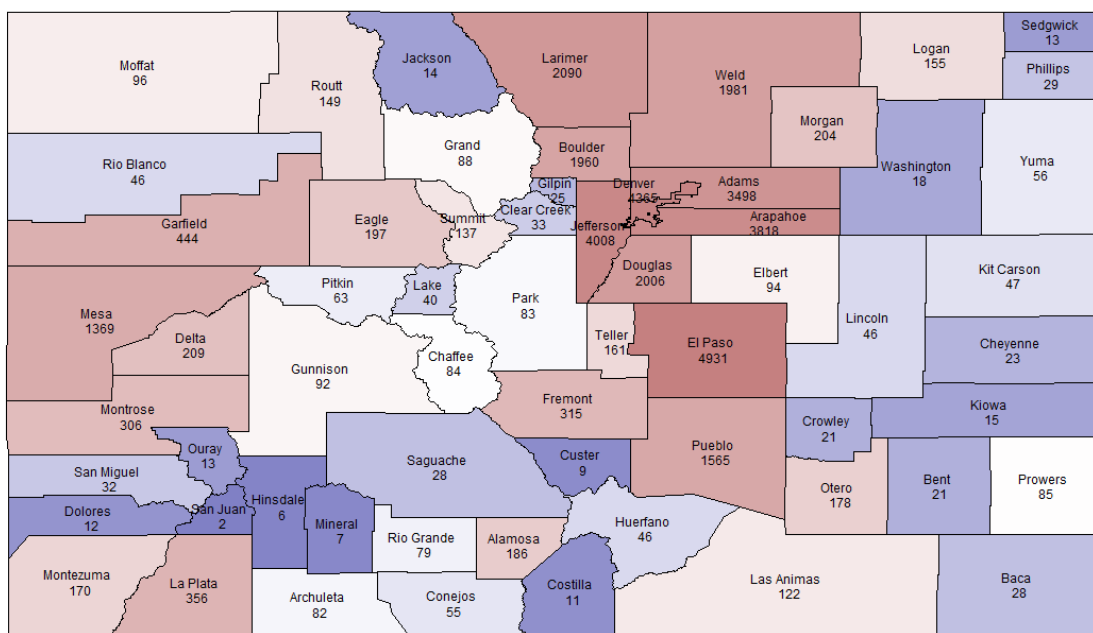 Sedgwick
13
Jackson
14
Larimer
2090
Weld
1981
Logan
155
Moffat
96
Phillips
29
Routt
149
Morgan
204
Grand
88
Boulder
1960
Washington
18
Yuma
56
Rio Blanco
46
Gilpin
25
Denver
4365
Adams
3498
Clear Creek
33
Eagle
197
Summit
137
Arapahoe
3818
Garfield
444
Jefferson
4008
Douglas
2006
Elbert
94
Kit Carson
47
Pitkin
63
Lake
40
Park
83
Mesa
1369
Lincoln
46
Delta
209
Teller
161
El Paso
4931
Cheyenne
23
Gunnison
92
Chaffee
84
Fremont
315
Kiowa
15
Montrose
306
Crowley
21
Pueblo
1565
Ouray
13
Saguache
28
Custer
9
San Miguel
32
Otero
178
Bent
21
Prowers
85
Hinsdale
6
Dolores
12
San Juan
2
Mineral
7
Huerfano
46
Rio Grande
79
Alamosa
186
Montezuma
170
La Plata
356
Archuleta
82
Conejos
55
Costilla
11
Las Animas
122
Baca
28